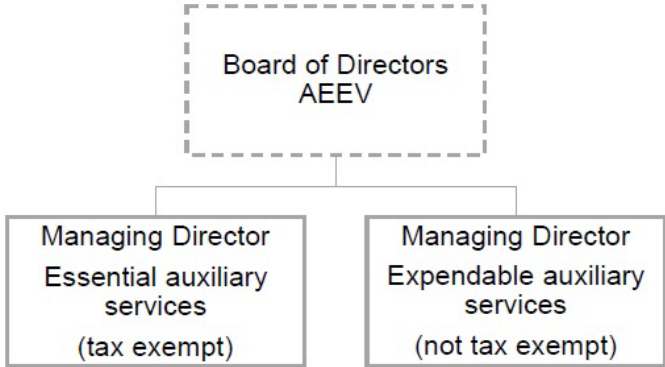 Board of Directors
AEEV
Managing Director
Essential auxiliary
services
(tax exempt)
Managing Director
Expendable auxiliary
services
(not tax exempt)